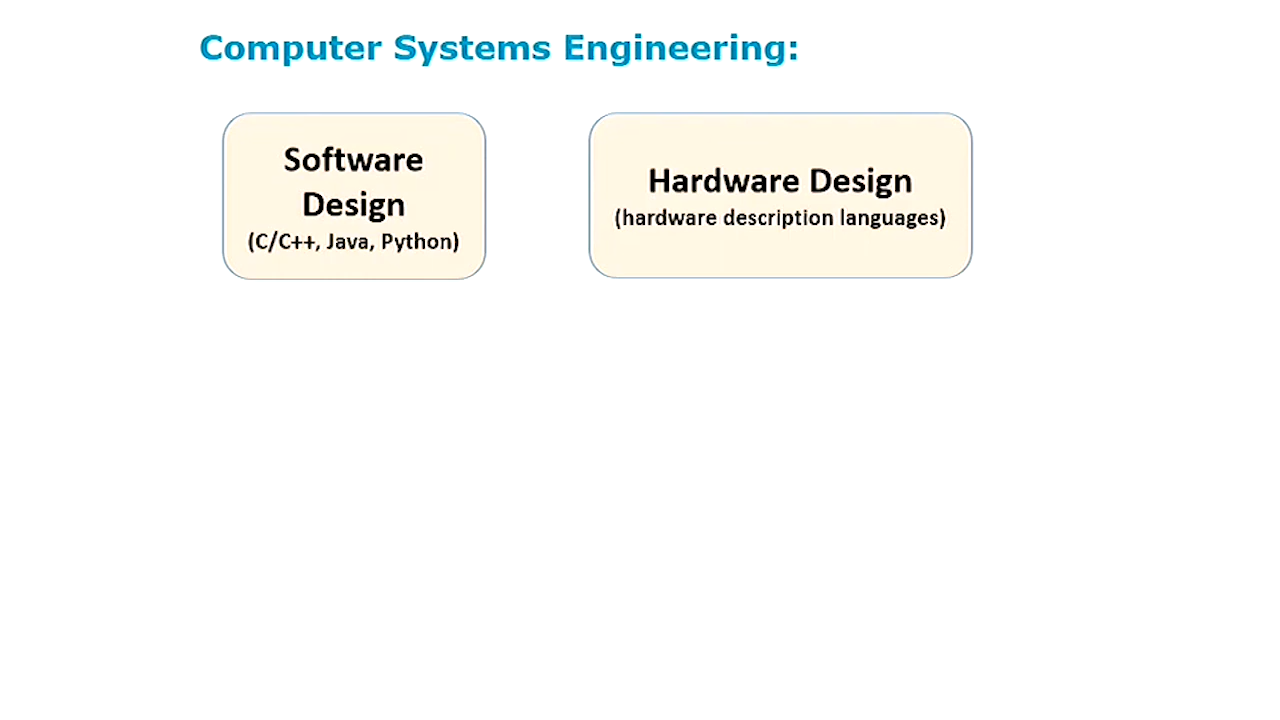 Computer Systems Engineering:
Software
Design
(C/C++, Java, Python)
Hardware Design
(hardware description languages)